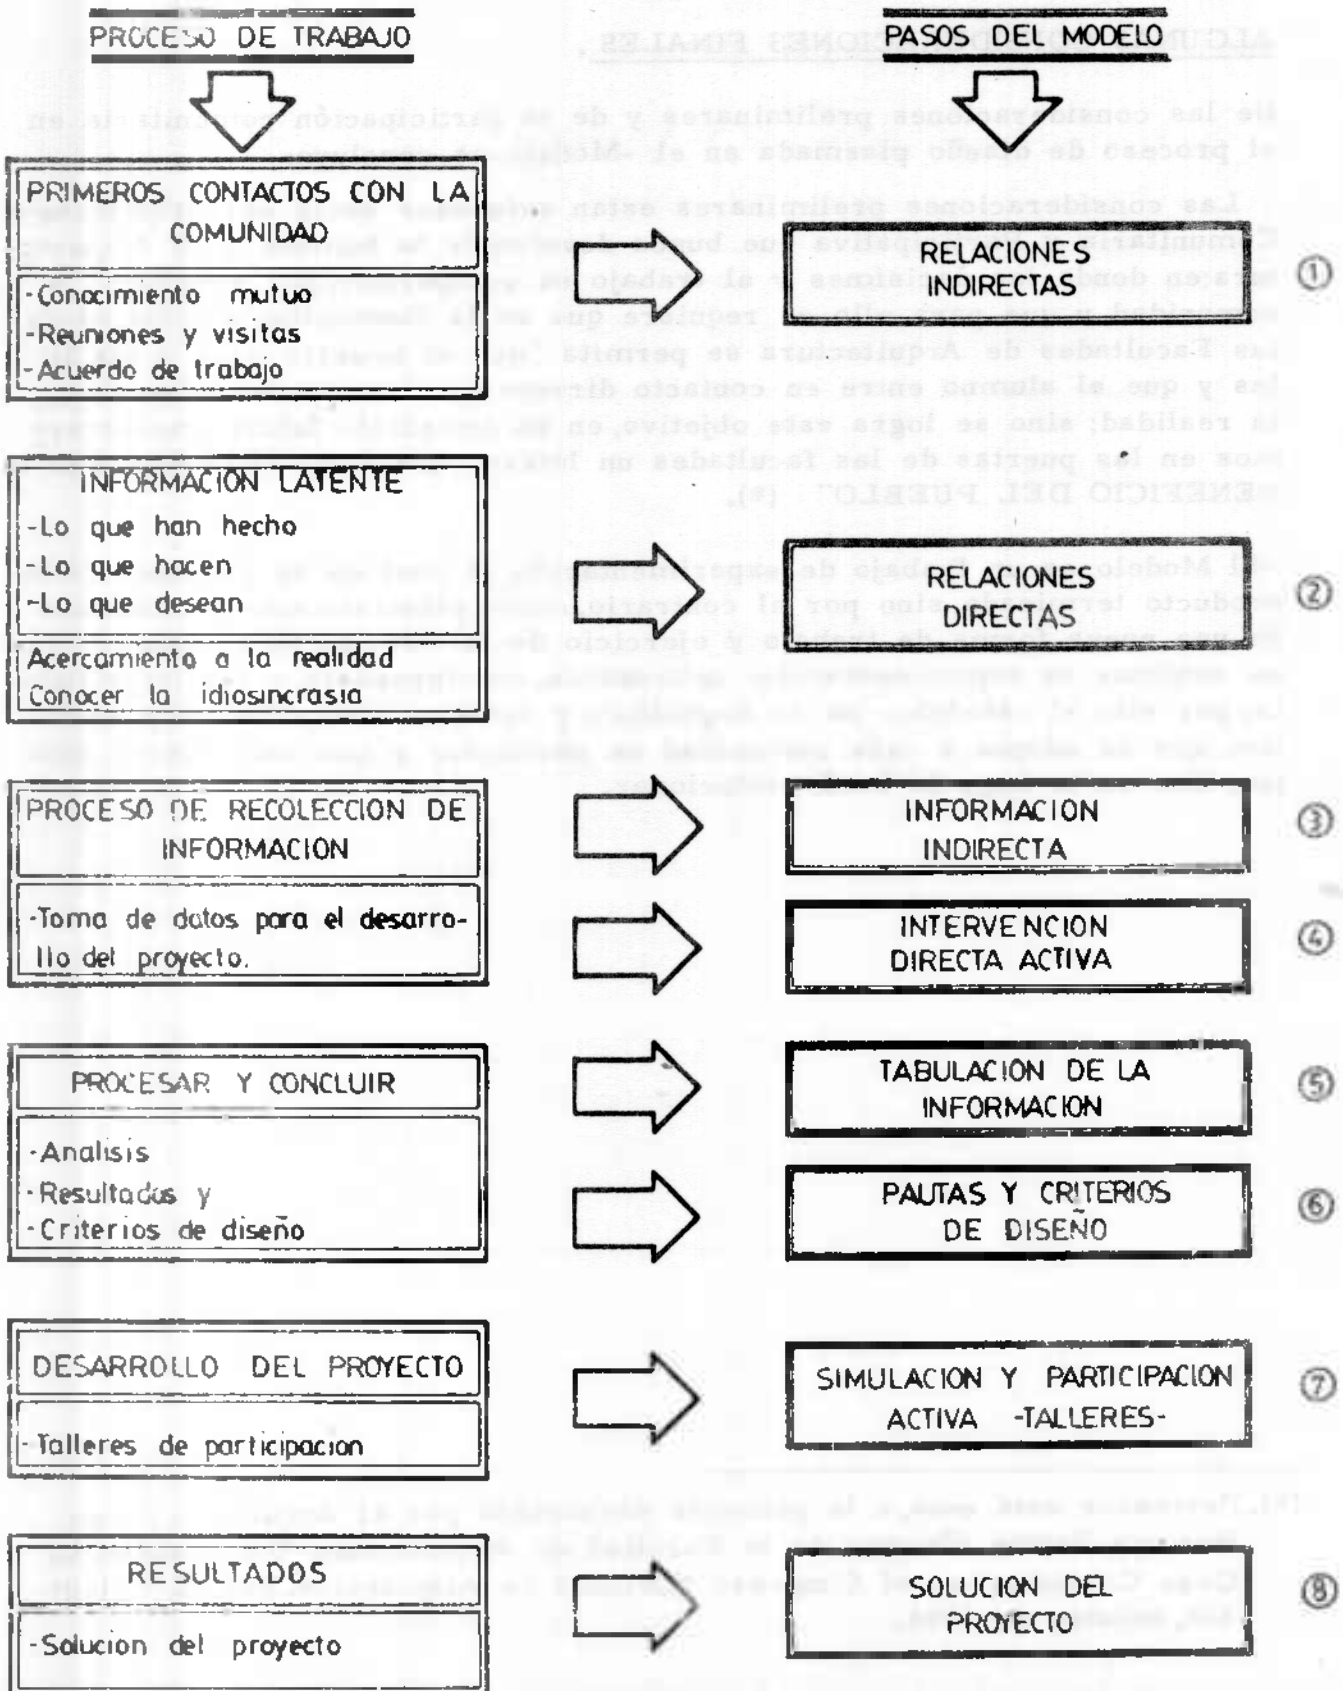 PROCESO DE TRABAJO
PASOS DEL MODELO
PRIMEROS CONTACTOS CON LA
COMUNIDAD
-Conocimiento mutuo
-Reuniones y visitas
-Acuerdo de trabajo
RELACIONES
INDIRECTAS
1
INFORMACION LATENTE
-Lo que han hecho
-Lo que hacen
-Lo que desean
Acercamiento a la realidad
Conocer la idiosincrasia
RELACIONES
DIRECTAS
2
PROCESO DE RECOLECCION DE
INFORMACION
-Toma de datos para el desarro-
llo del proyecto.
INFORMACION
INDIRECTA
3
INTERVENCION
DIRECTA ACTIVA
4
PROCESAR Y CONCLUIR
-Analisis
-Resultados y
-Criterios de diseño
TABULACION DE LA
INFORMACION
5
PAUTAS Y CRITERIOS
DE DISEÑO
6
DESARROLLO DEL PROYECTO
-Talleres de participacion
SIMULACION Y PARTICIPACION
ACTIVA -TALLERES-
7
RESULTADOS
-Solucion del proyecto
SOLUCION DEL
PROYECTO
8